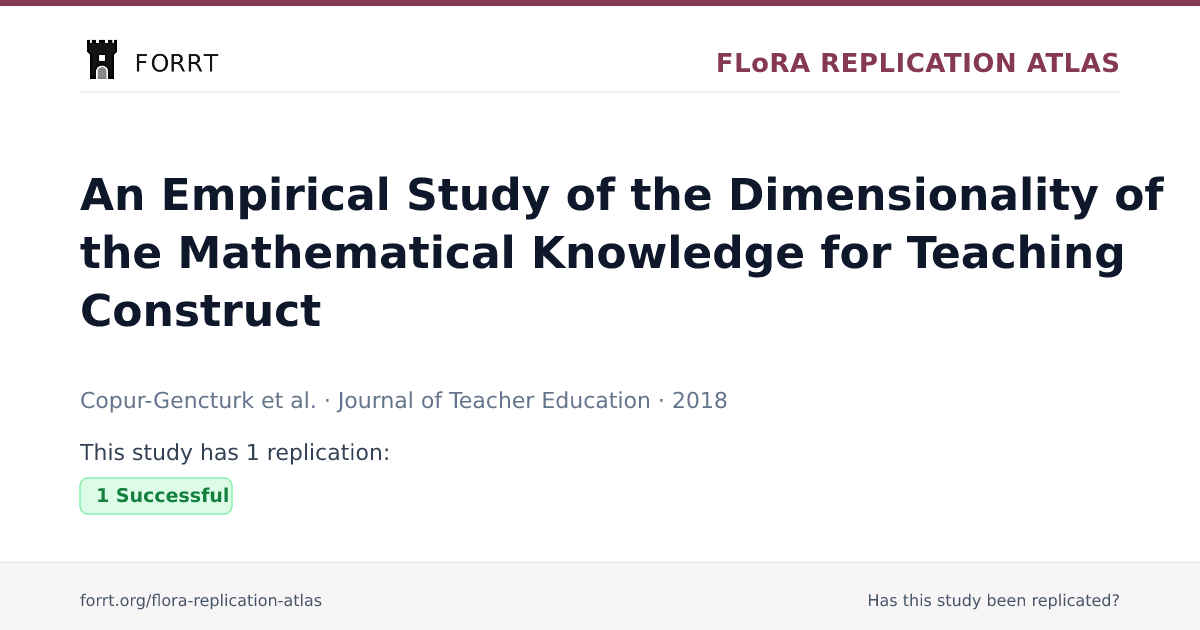 FORRT
FLoRA REPLICATION ATLAS
An Empirical Study of the Dimensionality of
the Mathematical Knowledge for Teaching
Construct
Copur-Gencturk et al. · Journal of Teacher Education · 2018
This study has 1 replication:
1 Successful
forrt.org/flora-replication-atlas
Has this study been replicated?